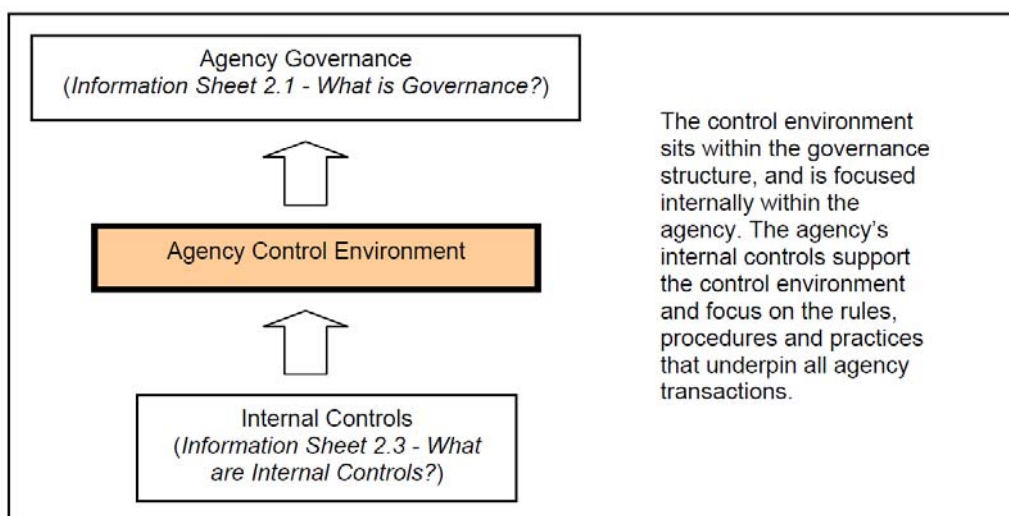 Agency Governance
(Information Sheet 2.1 - What is Governance?)
Agency Control Environment
Internal Controls
(Information Sheet 2.3 - What
are Internal Controls?)
The control environment
sits within the governance
structure, and is focused
internally within the
agency. The agency's
internal controls support
the control environment
and focus on the rules,
procedures and practices
that underpin all agency
transactions.